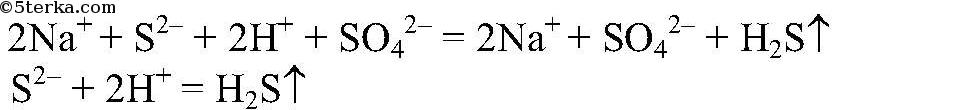 ©5terka.com
2Na⁺ + S²⁻ + 2H⁺ + SO₄²⁻ = 2Na⁺ + SO₄²⁻ + H₂S↑
S²⁻ + 2H⁺ = H₂S↑